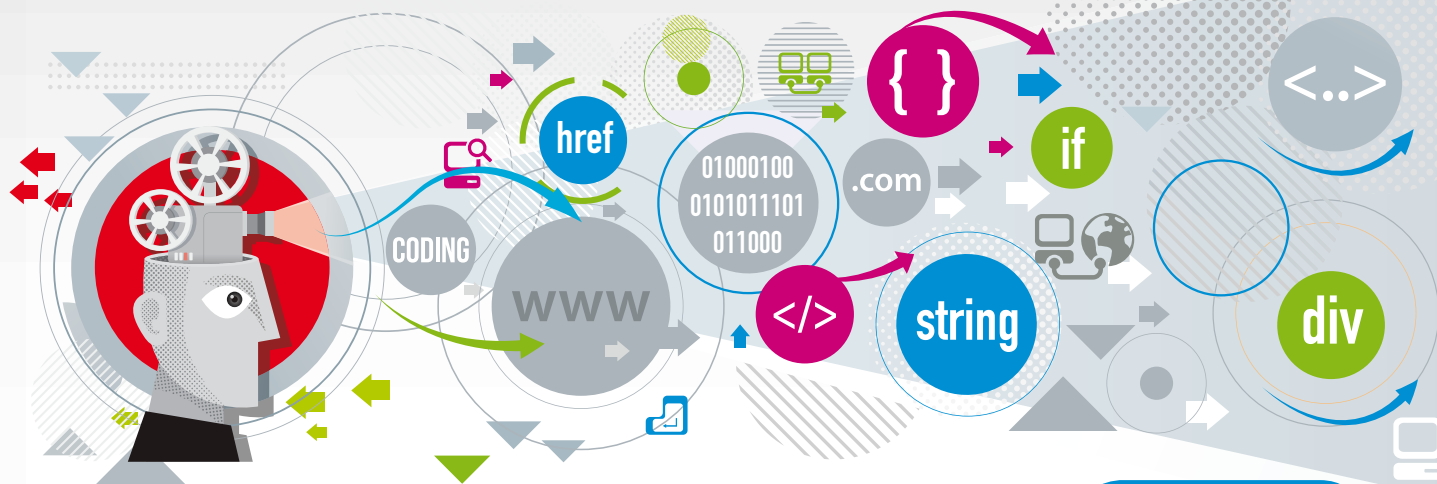 href
{ }
<..>
if
01000100
0101011101
011000
.com
CODING
www
</>
string
div